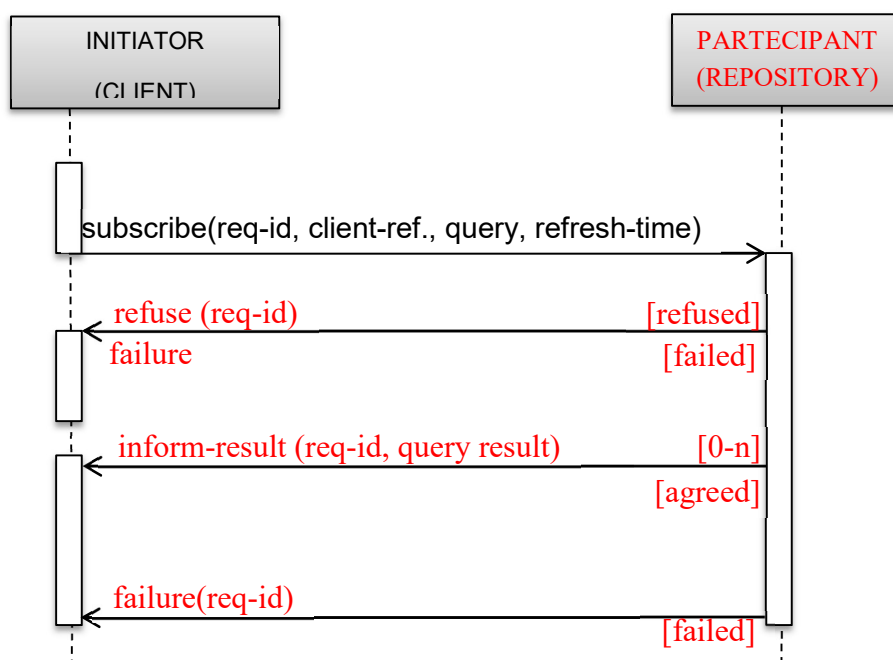 INITIATOR
(CLIENT)
PARTECIPANT
(REPOSITORY)
subscribe(req-id, client-ref., query, refresh-time)
refuse (req-id) [refused]
failure [failed]
inform-result (req-id, query result) [0-n]
[agreed]
failure(req-id)
[failed]